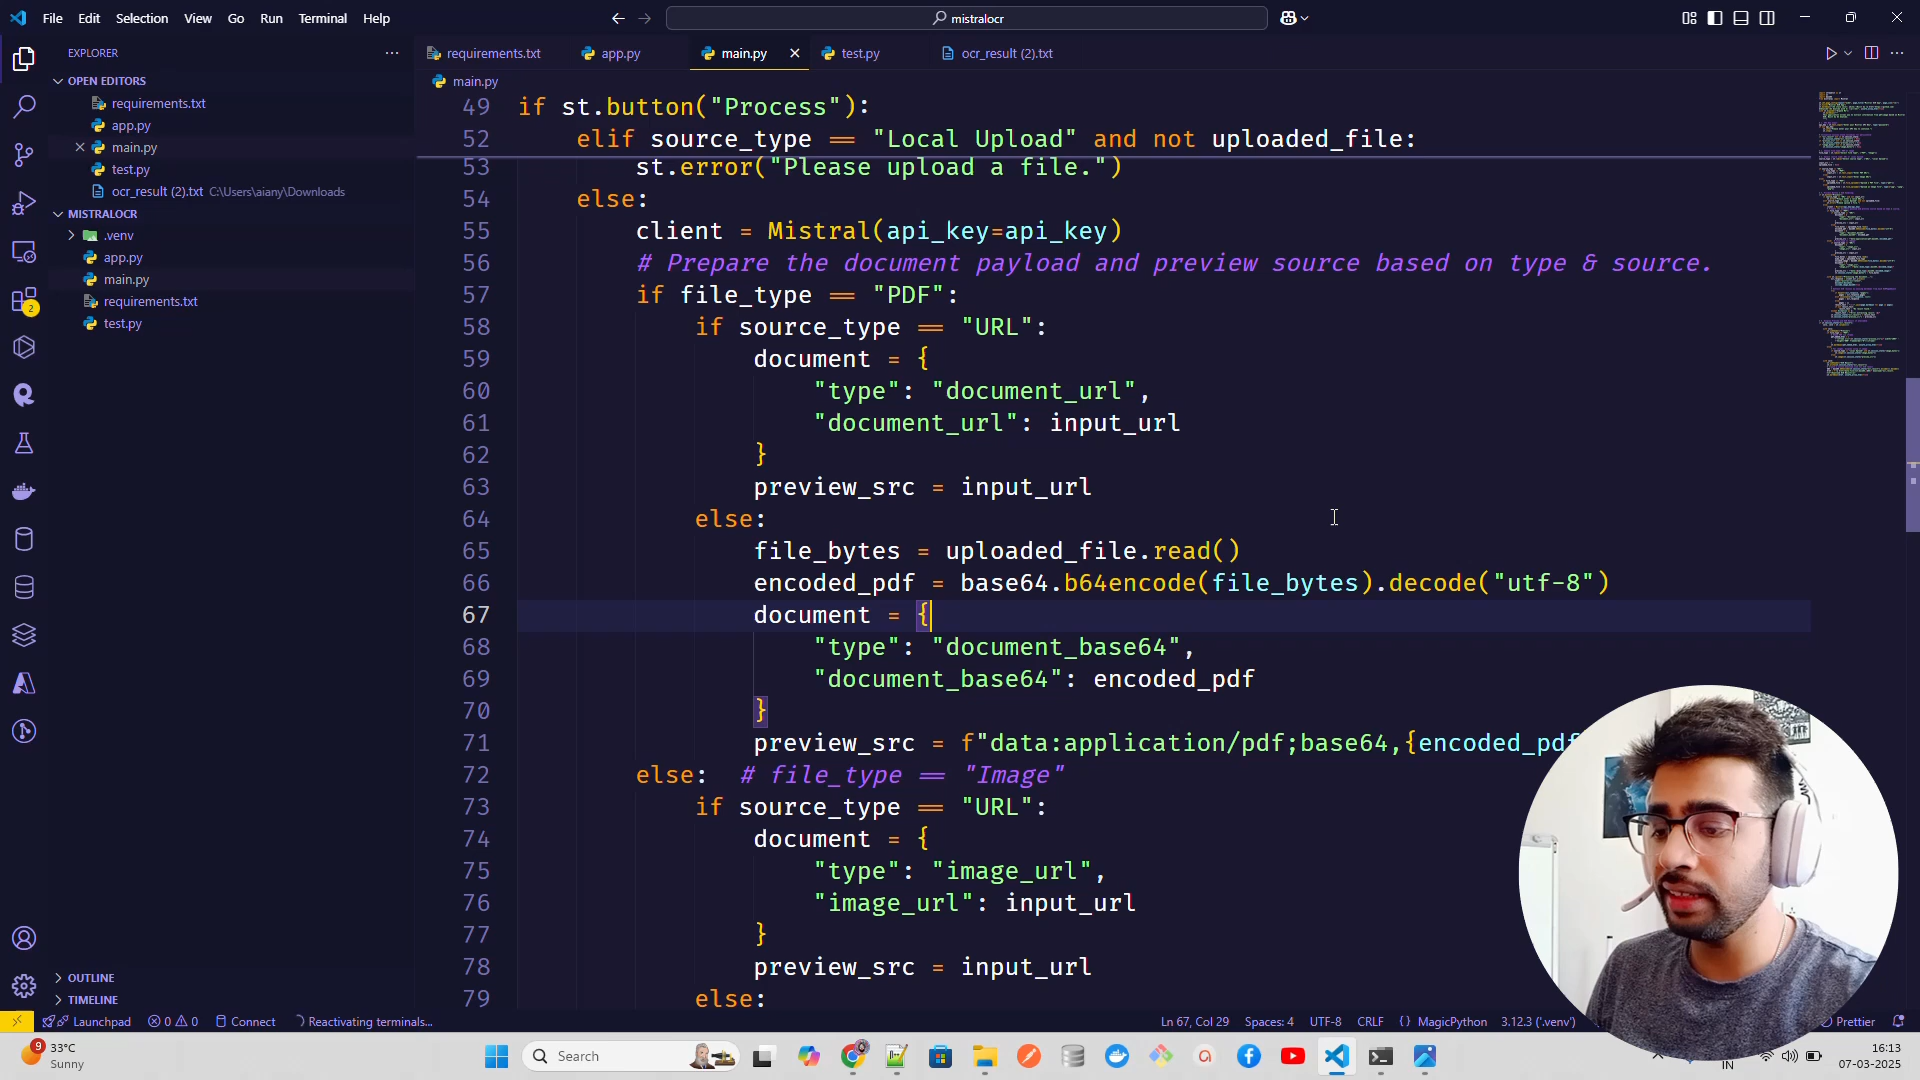 File Edit Selection View Go Run Terminal Help
mistralocr
EXPLORER
requirements.txt app.py main.py test.py ocr_result (2).txt
OPEN EDITORS
requirements.txt
app.py
main.py
test.py
ocr_result (2).txt C:\Users\aiany\Downloads
MISTRALOCR
.venv
app.py
main.py
requirements.txt
test.py
OUTLINE
TIMELINE
main.py
49 if st.button("Process"):
52 elif source_type == "Local Upload" and not uploaded_file:
53 st.error("Please upload a file.")
54 else:
55 client = Mistral(api_key=api_key)
56 # Prepare the document payload and preview source based on type & source.
57 if file_type == "PDF":
58 if source_type == "URL":
59 document = {
60 "type": "document_url",
61 "document_url": input_url
62 }
63 preview_src = input_url
64 else:
65 file_bytes = uploaded_file.read()
66 encoded_pdf = base64.b64encode(file_bytes).decode("utf-8")
67 document = {
68 "type": "document_base64",
69 "document_base64": encoded_pdf
70 }
71 preview_src = f"data:application/pdf;base64,{encoded_pdf
72 else: # file_type == "Image"
73 if source_type == "URL":
74 document = {
75 "type": "image_url",
76 "image_url": input_url
77 }
78 preview_src = input_url
79 else:
2
Launchpad 0 0 Connect Reactivating terminals... Ln 67, Col 29 Spaces: 4 UTF-8 CRLF {} MagicPython 3.12.3 ('.venv') Prettier
9
33°C
Sunny
Search
IN
16:13
07-03-2025